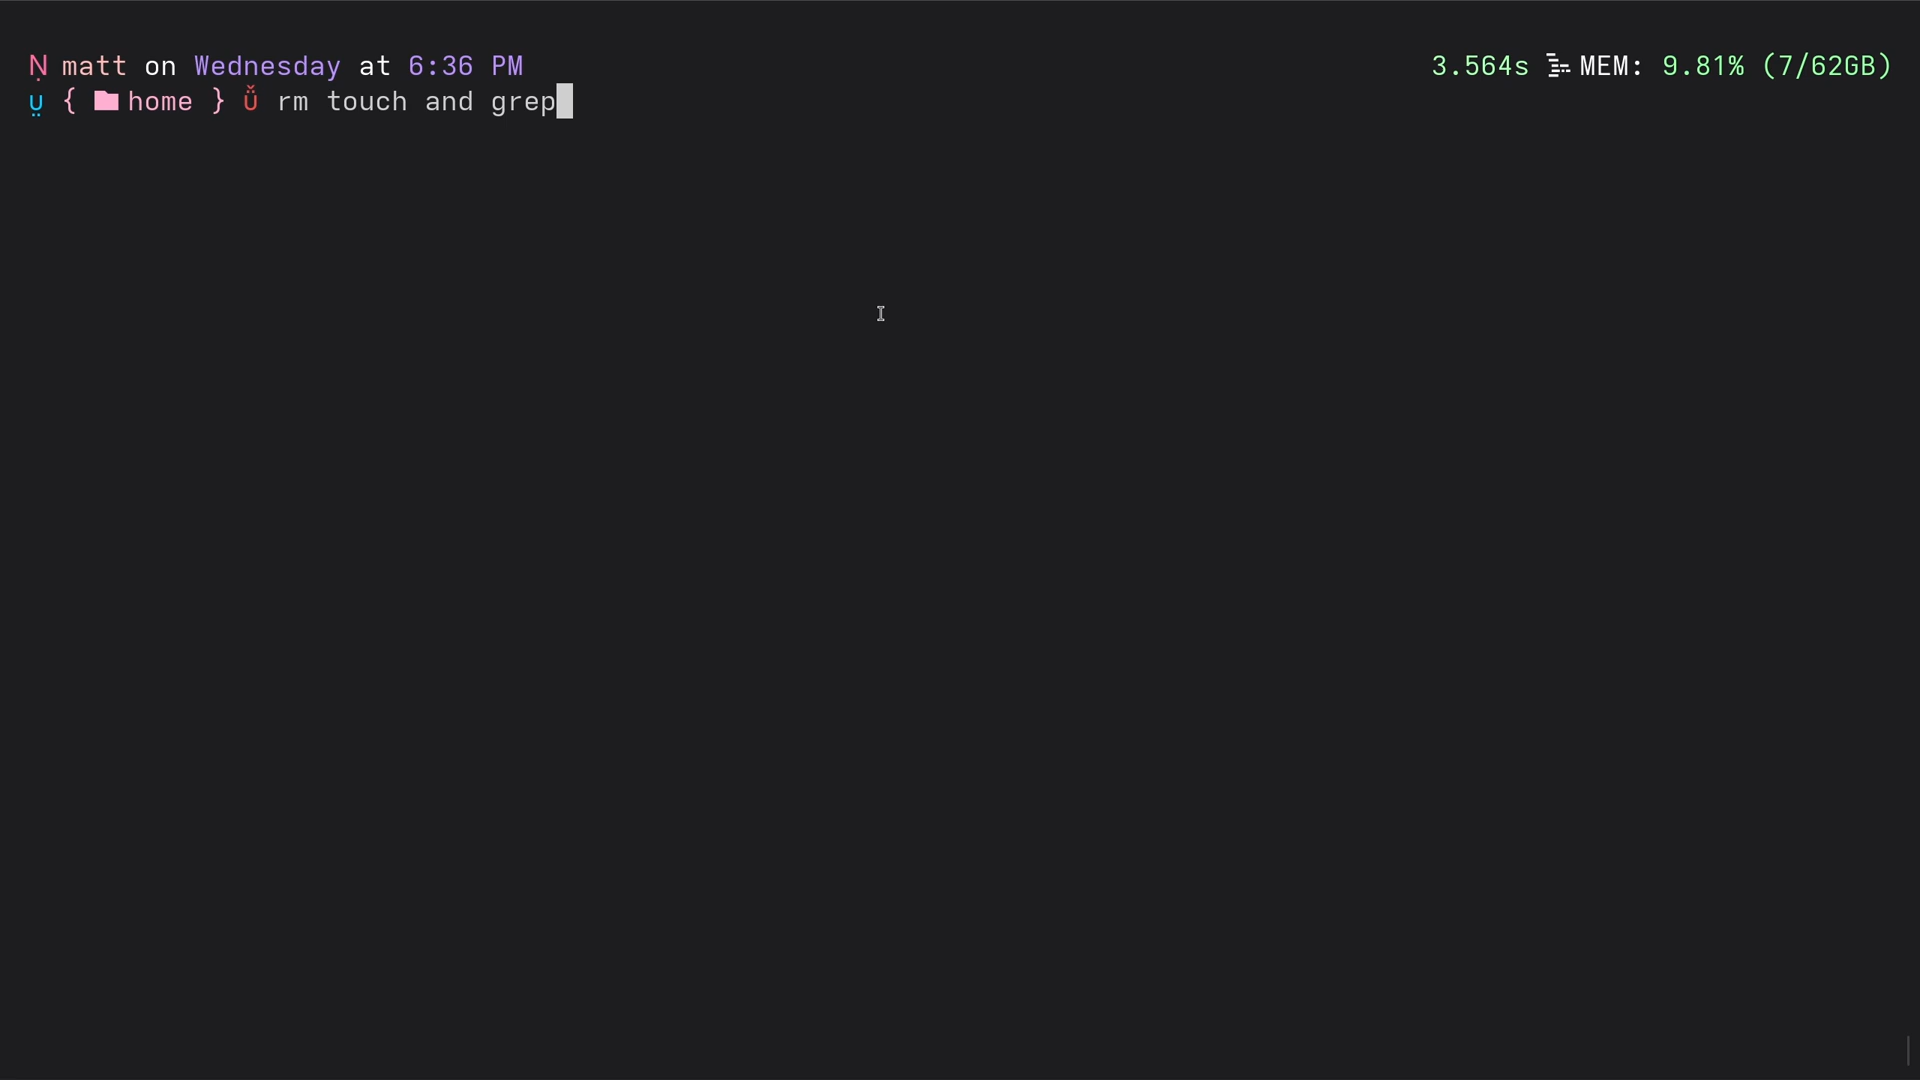 Ṇ matt on Wednesday at 6:36 PM 3.564s MEM: 9.81% (7/62GB)
ṳ { home } ǚ rm touch and grep